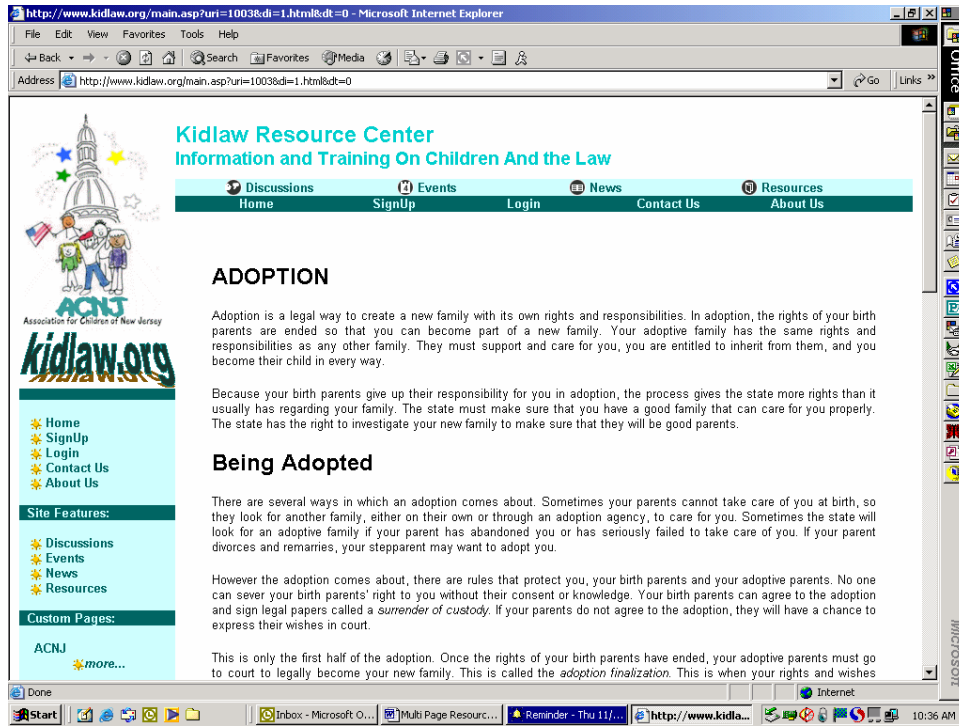 http://www.kidlaw.org/main.asp?uri=1003&di=1.html&dt=0 - Microsoft Internet Explorer
File Edit View Favorites Tools Help
Back Search Favorites Media
Address http://www.kidlaw.org/main.asp?uri=1003&di=1.html&dt=0 Go Links »
Office
Kidlaw Resource Center
Information and Training On Children And the Law
Discussions Events News Resources
Home SignUp Login Contact Us About Us
ACNJ
Association for Children of New Jersey
kidlaw.org
Home
SignUp
Login
Contact Us
About Us
Site Features:
Discussions
Events
News
Resources
Custom Pages:
ACNJ
more...
ADOPTION
Adoption is a legal way to create a new family with its own rights and responsibilities. In adoption, the rights of your birth
parents are ended so that you can become part of a new family. Your adoptive family has the same rights and
responsibilities as any other family. They must support and care for you, you are entitled to inherit from them, and you
become their child in every way.
Because your birth parents give up their responsibility for you in adoption, the process gives the state more rights than it
usually has regarding your family. The state must make sure that you have a good family that can care for you properly.
The state has the right to investigate your new family to make sure that they will be good parents.
Being Adopted
There are several ways in which an adoption comes about. Sometimes your parents cannot take care of you at birth, so
they look for another family, either on their own or through an adoption agency, to care for you. Sometimes the state will
look for an adoptive family if your parent has abandoned you or has seriously failed to take care of you. If your parent
divorces and remarries, your stepparent may want to adopt you.
However the adoption comes about, there are rules that protect you, your birth parents and your adoptive parents. No one
can sever your birth parents' right to you without their consent or knowledge. Your birth parents can agree to the adoption
and sign legal papers called a surrender of custody. If your parents do not agree to the adoption, they will have a chance to
express their wishes in court.
This is only the first half of the adoption. Once the rights of your birth parents have ended, your adoptive parents must go
to court to legally become your new family. This is called the adoption finalization. This is when your rights and wishes
Microsoft
Done Internet
Start Inbox - Microsoft O... Multi Page Resourc... Reminder - Thu 11/... http://www.kidla... 10:36 AM